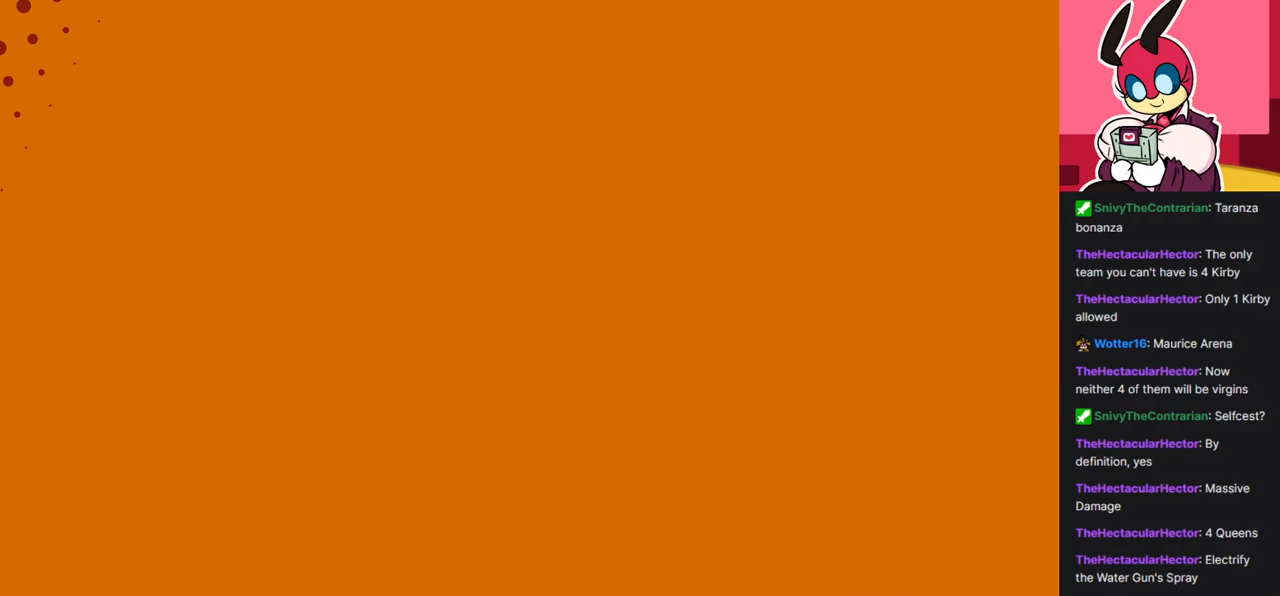 SnivyTheContrarian: Taranza
bonanza
TheHectacularHector: The only
team you can't have is 4 Kirby
TheHectacularHector: Only 1 Kirby
allowed
Wotter16: Maurice Arena
TheHectacularHector: Now
neither 4 of them will be virgins
SnivyTheContrarian: Selfcest?
TheHectacularHector: By
definition, yes
TheHectacularHector: Massive
Damage
TheHectacularHector: 4 Queens
TheHectacularHector: Electrify
the Water Gun's Spray